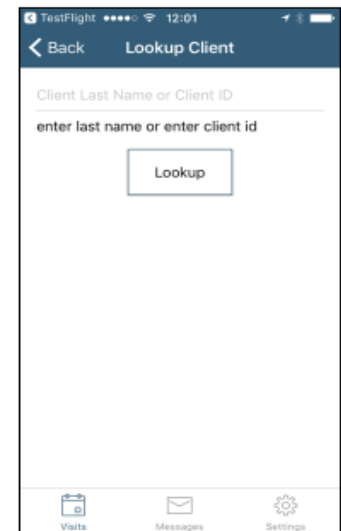 TestFlight 12:01
Back Lookup Client
Client Last Name or Client ID
enter last name or enter client id
Lookup
Visits Messages Settings